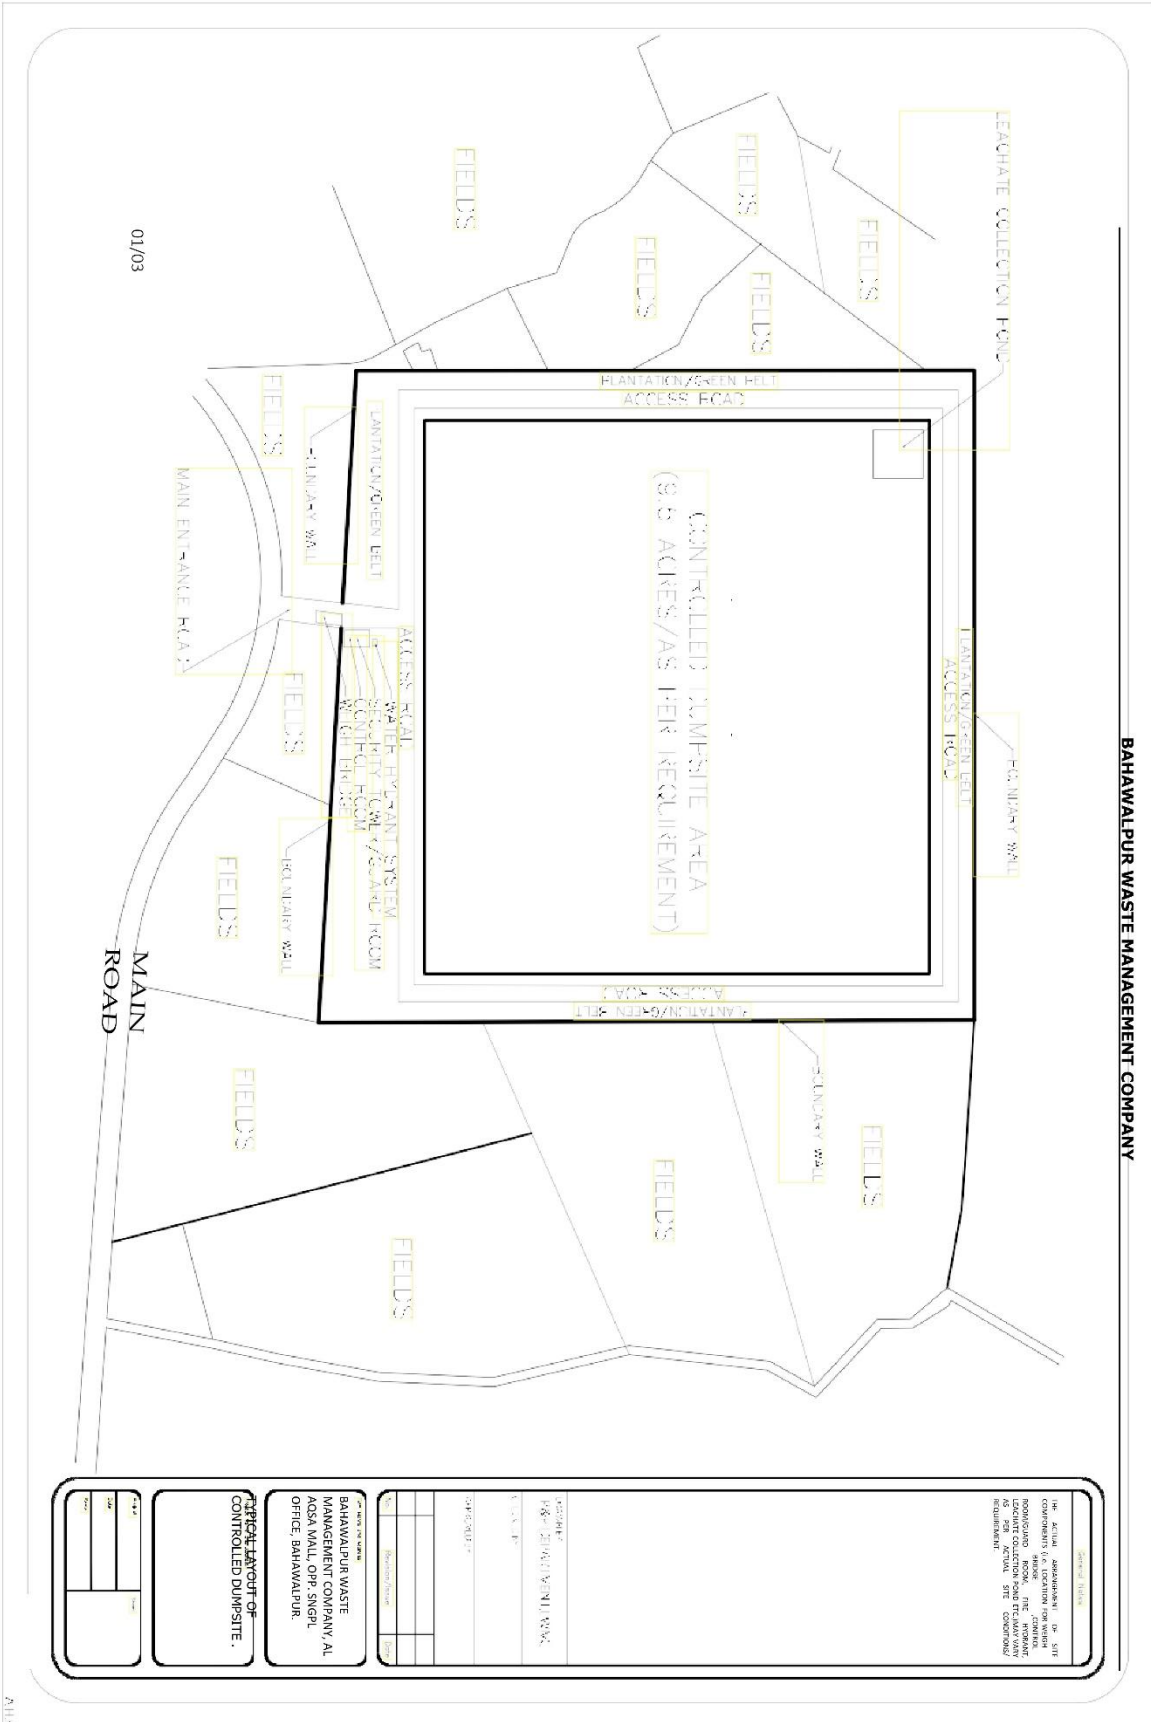 BAHAWALPUR WASTE MANAGEMENT COMPANY
LEACHATE COLLECTION POND
FIELDS
FIELDS
FIELDS
FIELDS
FIELDS
FIELDS
01/03
PLANTATION/GREEN BELT
ACCESS ROAD
PLANTATION/GREEN BELT
BOUNDARY WALL
FIELDS
MAIN ENTRANCE ROAD
CONTROLLED DUMPSITE AREA
ACRES/AS PER REQUIREMENT)
PLANTATION/GREEN BELT
ACCESS ROAD
BOUNDARY WALL
ACCESS ROAD
WATER HYDRANT SYSTEM
SECURITY TOWER/GUARD ROOM
CONTROL ROOM
WEIGH BRIDGE
BOUNDARY WALL
FIELDS
MAIN
ROAD
ACCESS ROAD
PLANTATION/GREEN BELT
BOUNDARY WALL
FIELDS
FIELDS
FIELDS
FIELDS
General Notes
THE ACTUAL ARRANGEMENT OF SITE
COMPONENTS (i.e. LOCATION FOR WEIGH
BRIDGE ,CONTROL
ROOM/GUARD ROOM, FIRE HYDRANT,
LEACHATE COLLECTION POND ETC.)MAY VARY
AS PER ACTUAL SITE CONDITIONS/
REQUIREMENT.
No.
Revision/Issue
Date
BAHAWALPUR WASTE
MANAGEMENT COMPANY, AL
AQSA MALL, OPP. SNGPL
OFFICE, BAHAWALPUR.
TYPICAL LAYOUT OF
CONTROLLED DUMPSITE .